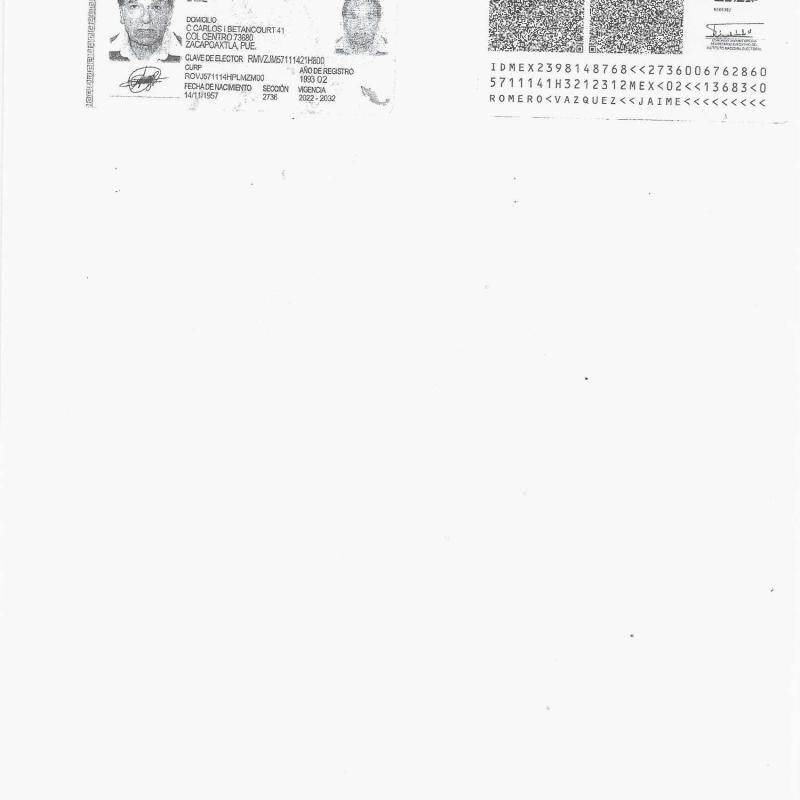 DOMICILIO
C CARLOS I BETANCOURT 41
COL CENTRO 73680
ZACAPOAXTLA, PUE.
CLAVE DE ELECTOR RMVZJM57111421H800
CURP
ROVJ571114HPLMZM00
AÑO DE REGISTRO
1993 02
FECHA DE NACIMIENTO
14/11/1957
SECCIÓN
2736
VIGENCIA
2022 - 2032
IDMEX2398148768<<2736006762860
5711141H3212312MEX<02<<13683<0
ROMERO<VAZQUEZ<<JAIME<<<<<<<<<